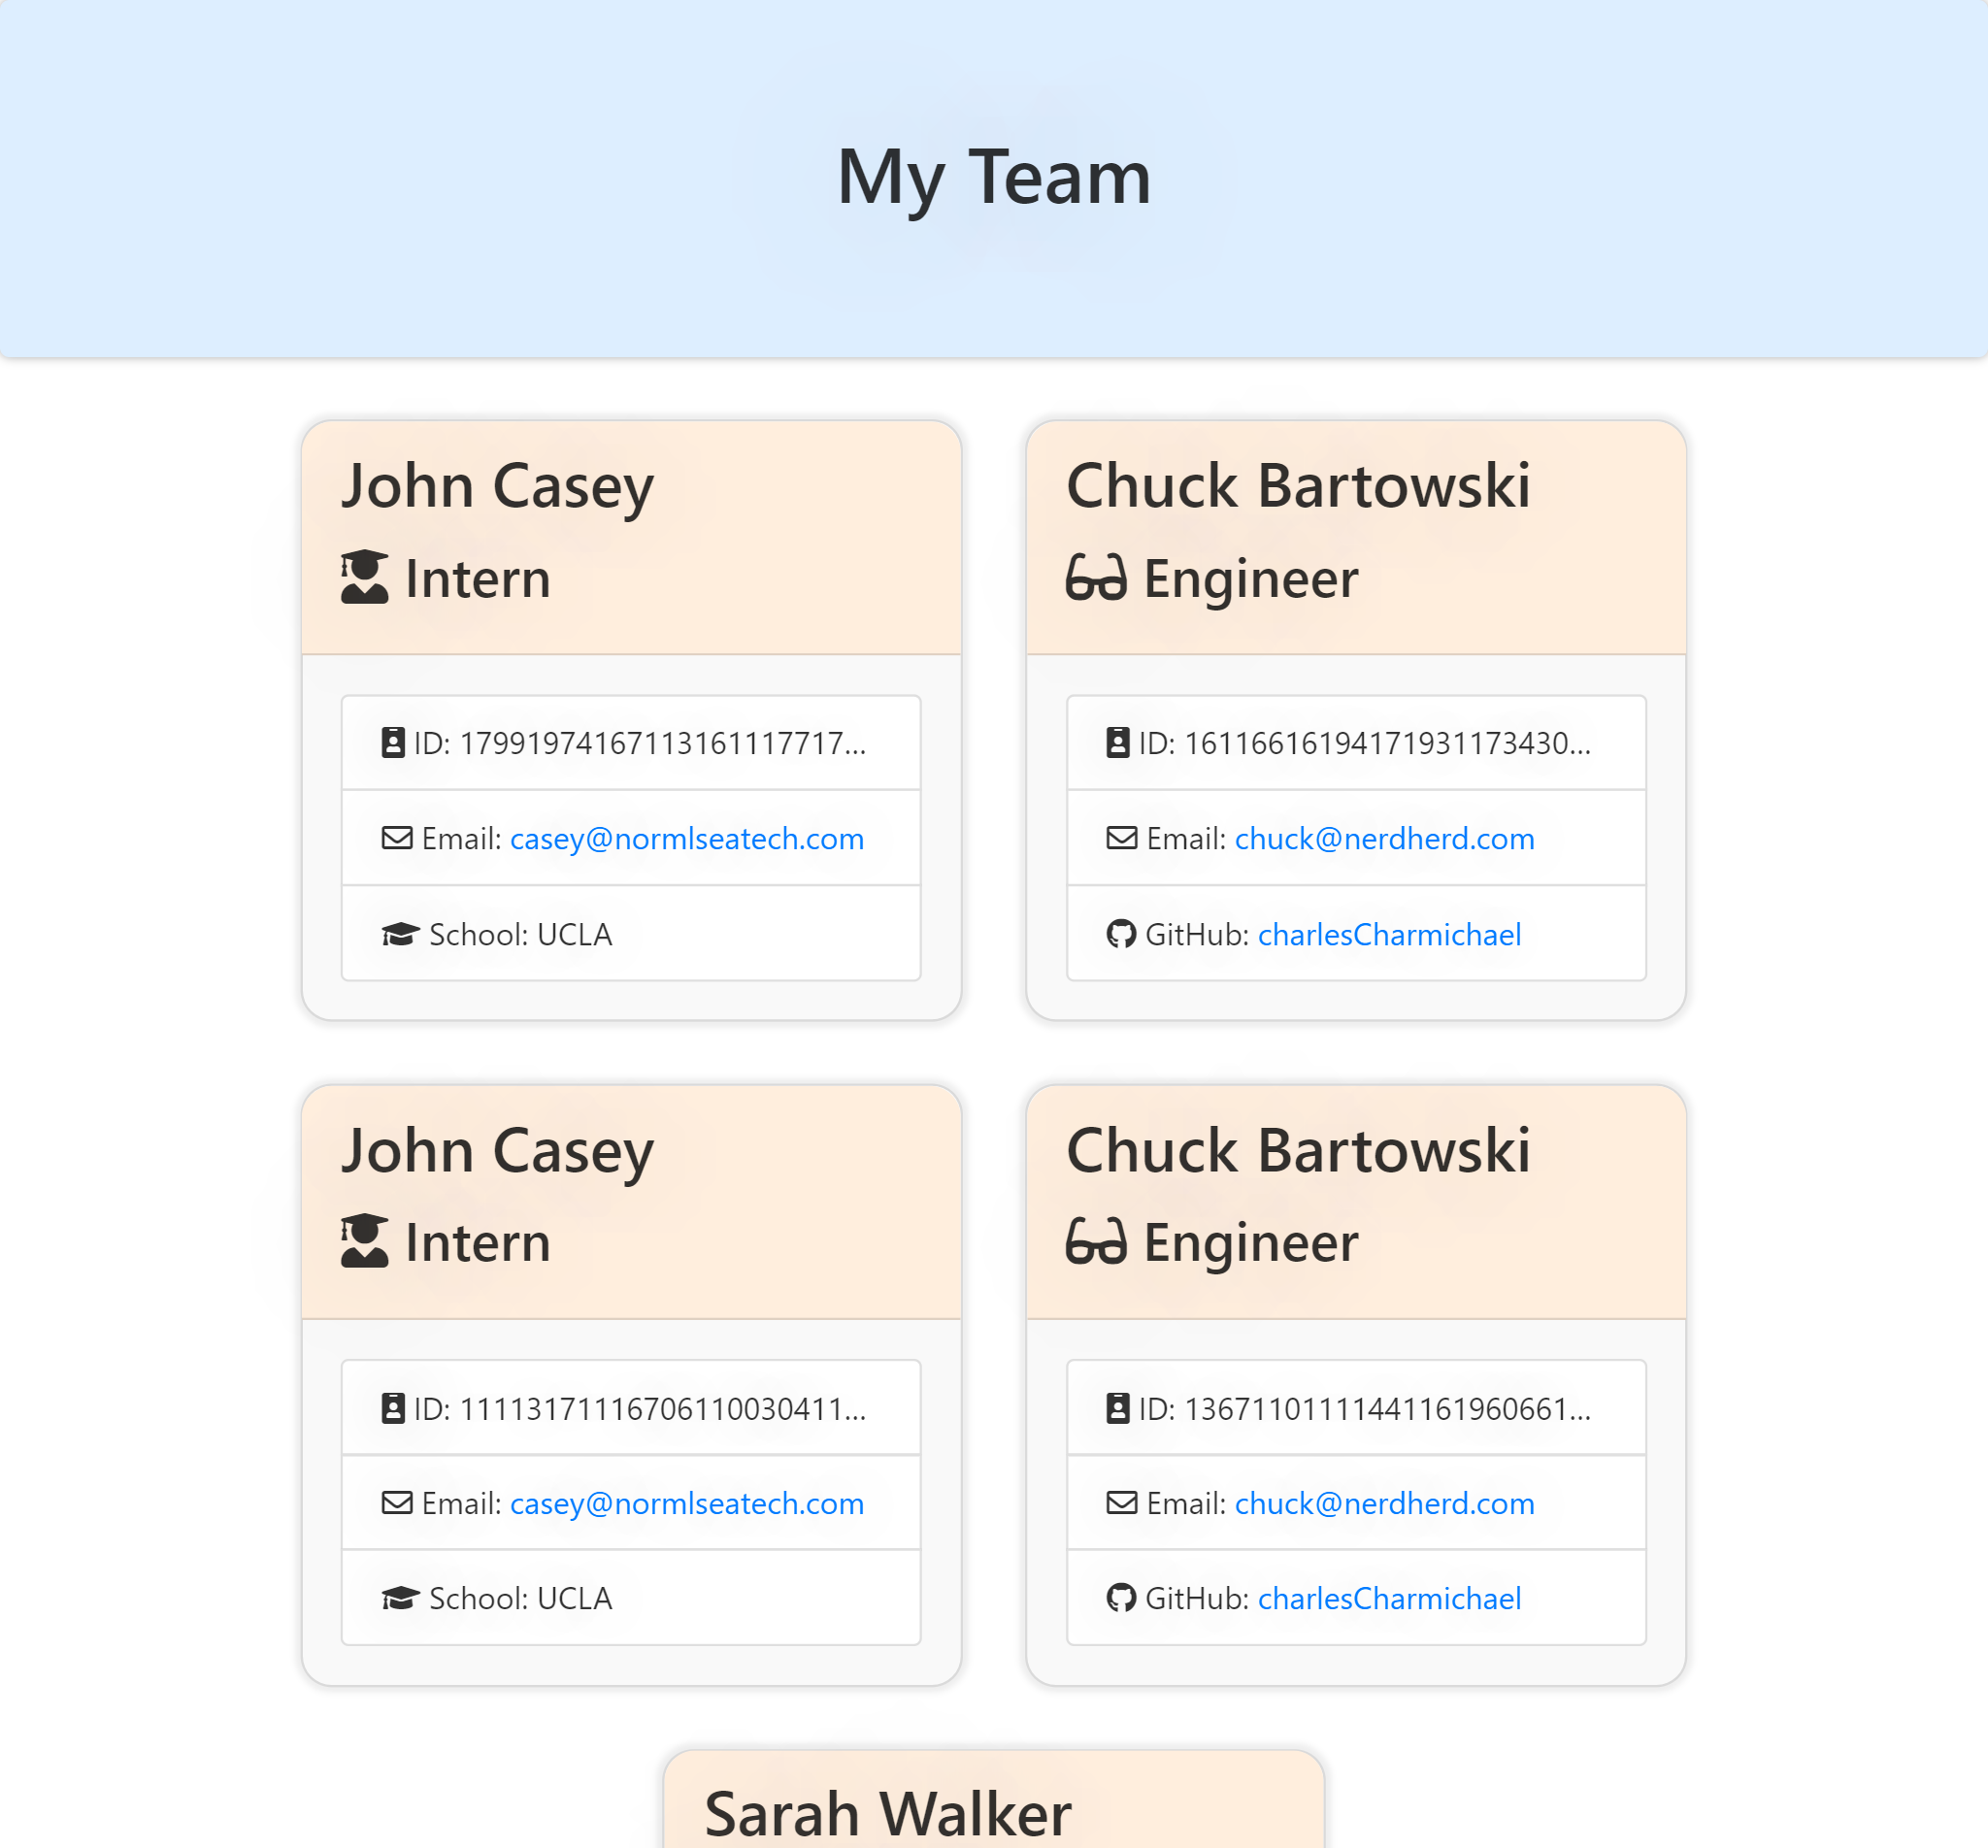 My Team
John Casey
Intern
ID: 17991974167113161117717...
Email: casey@normlseatech.com
School: UCLA
Chuck Bartowski
Engineer
ID: 16116616194171931173430...
Email: chuck@nerdherd.com
GitHub: charlesCharmichael
John Casey
Intern
ID: 11113171116706110030411...
Email: casey@normlseatech.com
School: UCLA
Chuck Bartowski
Engineer
ID: 13671101111441161960661...
Email: chuck@nerdherd.com
GitHub: charlesCharmichael
Sarah Walker